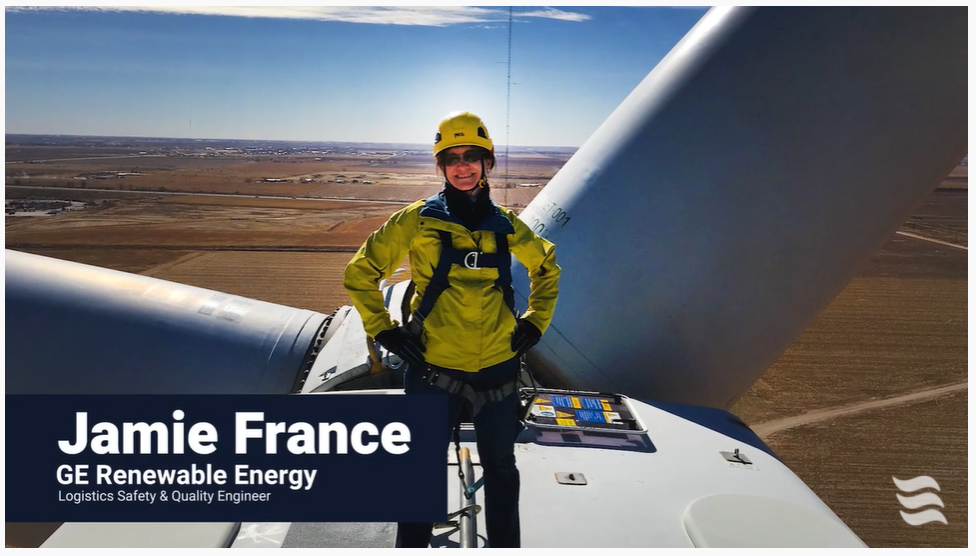 Jamie France
GE Renewable Energy
Logistics Safety & Quality Engineer